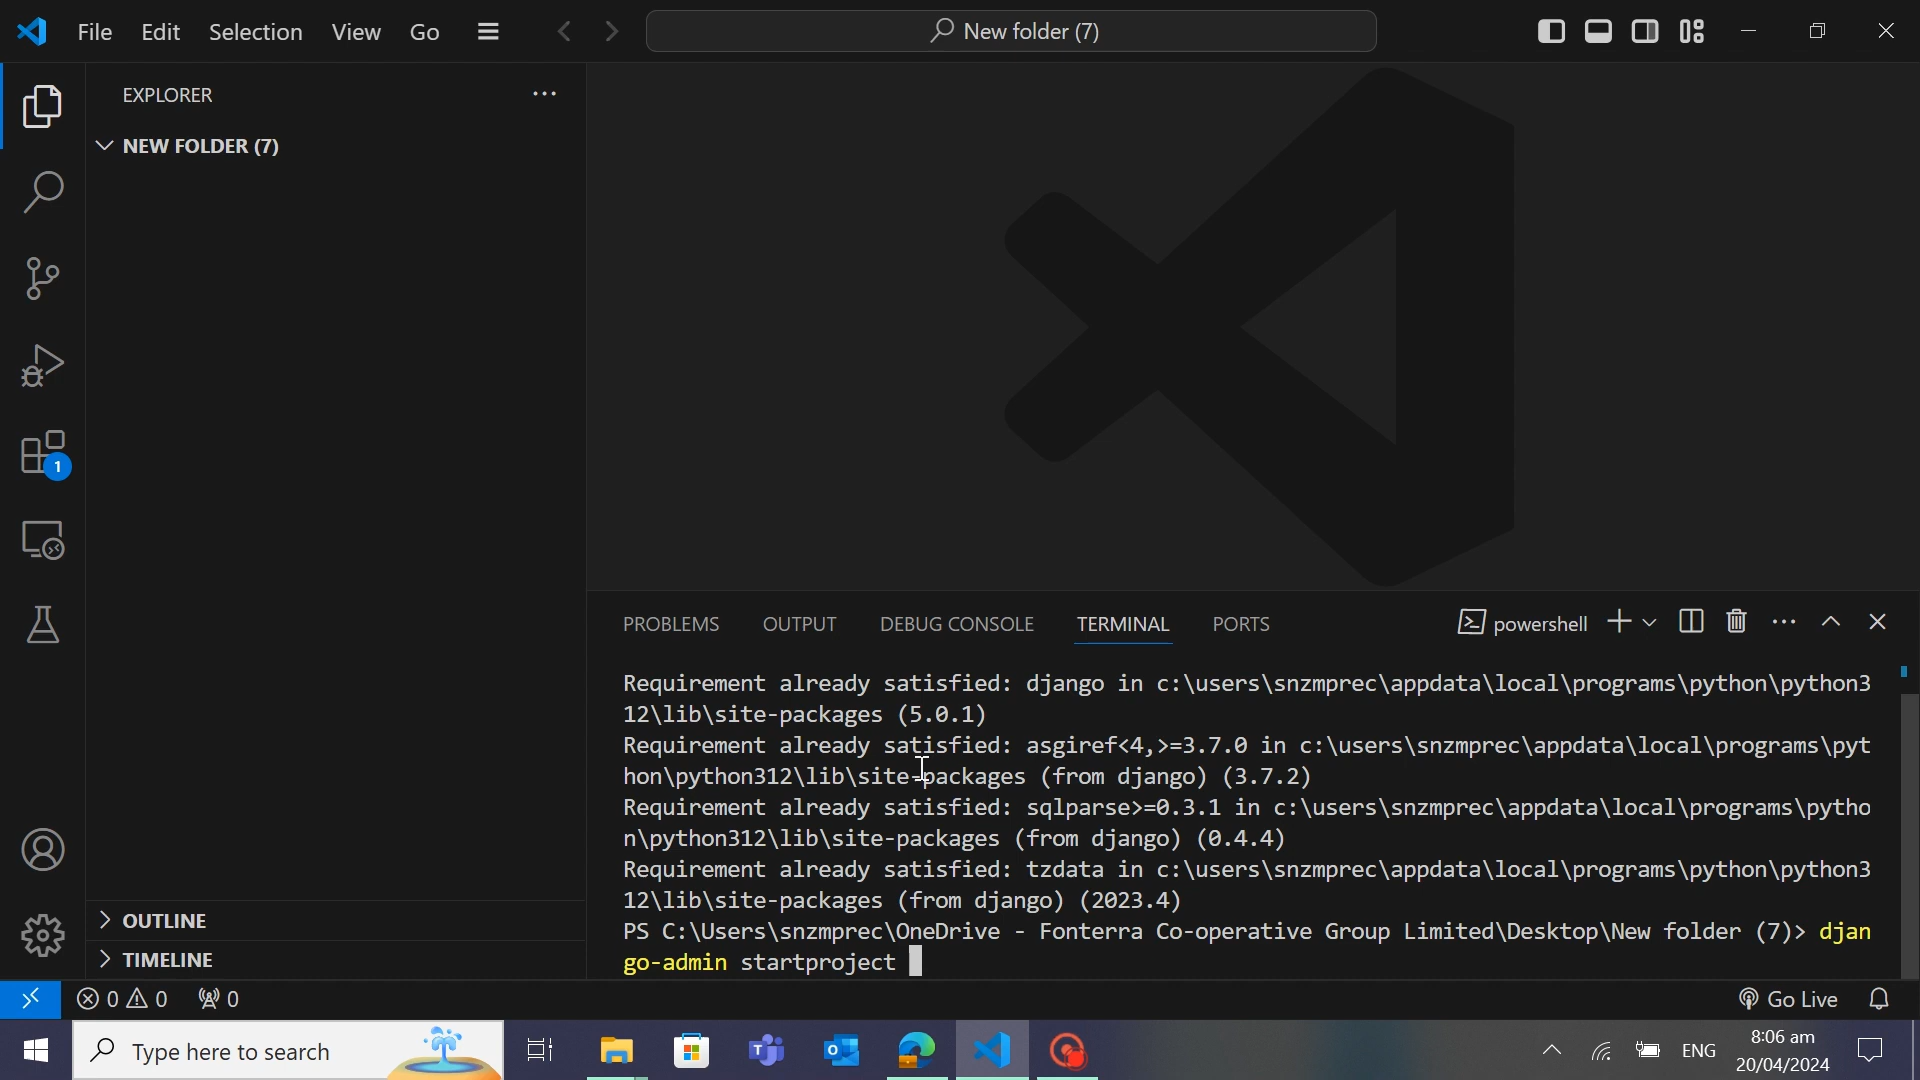 File Edit Selection View Go
New folder (7)
EXPLORER
NEW FOLDER (7)
1
OUTLINE
TIMELINE
PROBLEMS OUTPUT DEBUG CONSOLE TERMINAL PORTS
powershell
Requirement already satisfied: django in c:\users\snzmprec\appdata\local\programs\python\python3
12\lib\site-packages (5.0.1)
Requirement already satisfied: asgiref<4,>=3.7.0 in c:\users\snzmprec\appdata\local\programs\pyt
hon\python312\lib\site-packages (from django) (3.7.2)
Requirement already satisfied: sqlparse>=0.3.1 in c:\users\snzmprec\appdata\local\programs\pytho
n\python312\lib\site-packages (from django) (0.4.4)
Requirement already satisfied: tzdata in c:\users\snzmprec\appdata\local\programs\python\python3
12\lib\site-packages (from django) (2023.4)
PS C:\Users\snzmprec\OneDrive - Fonterra Co-operative Group Limited\Desktop\New folder (7)> djan
go-admin startproject
0 0 0
Go Live
Type here to search
ENG
8:06 am
20/04/2024